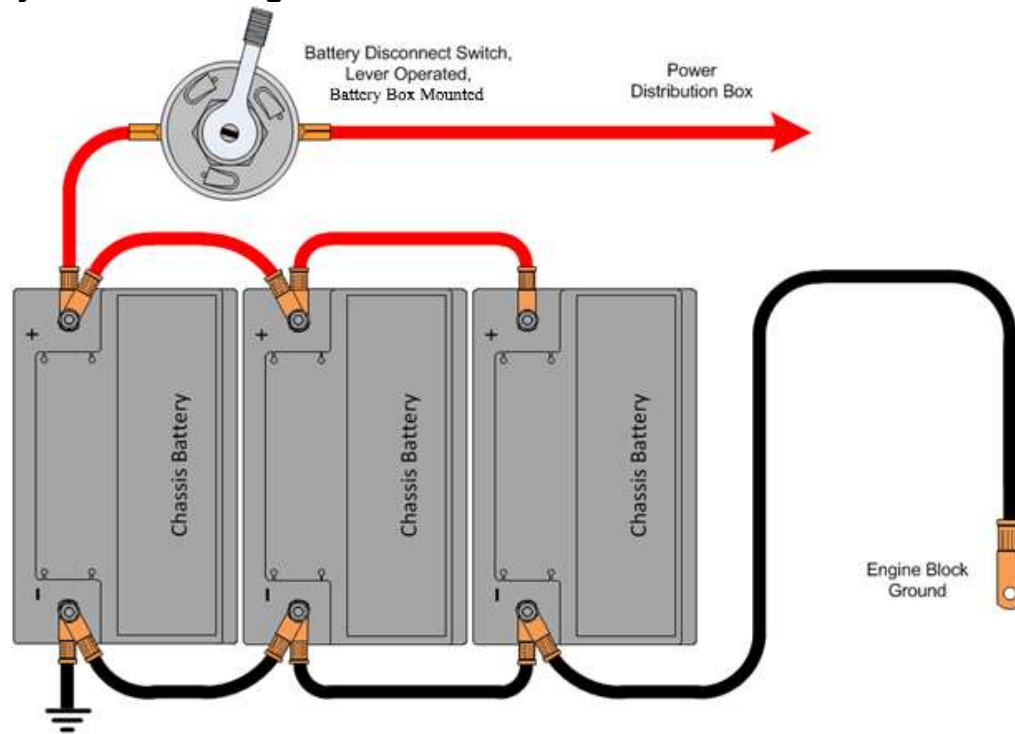 Battery Disconnect Switch,
Lever Operated,
Battery Box Mounted
Power
Distribution Box
+
+
+
Chassis Battery
Chassis Battery
Chassis Battery
-
-
-
Engine Block
Ground